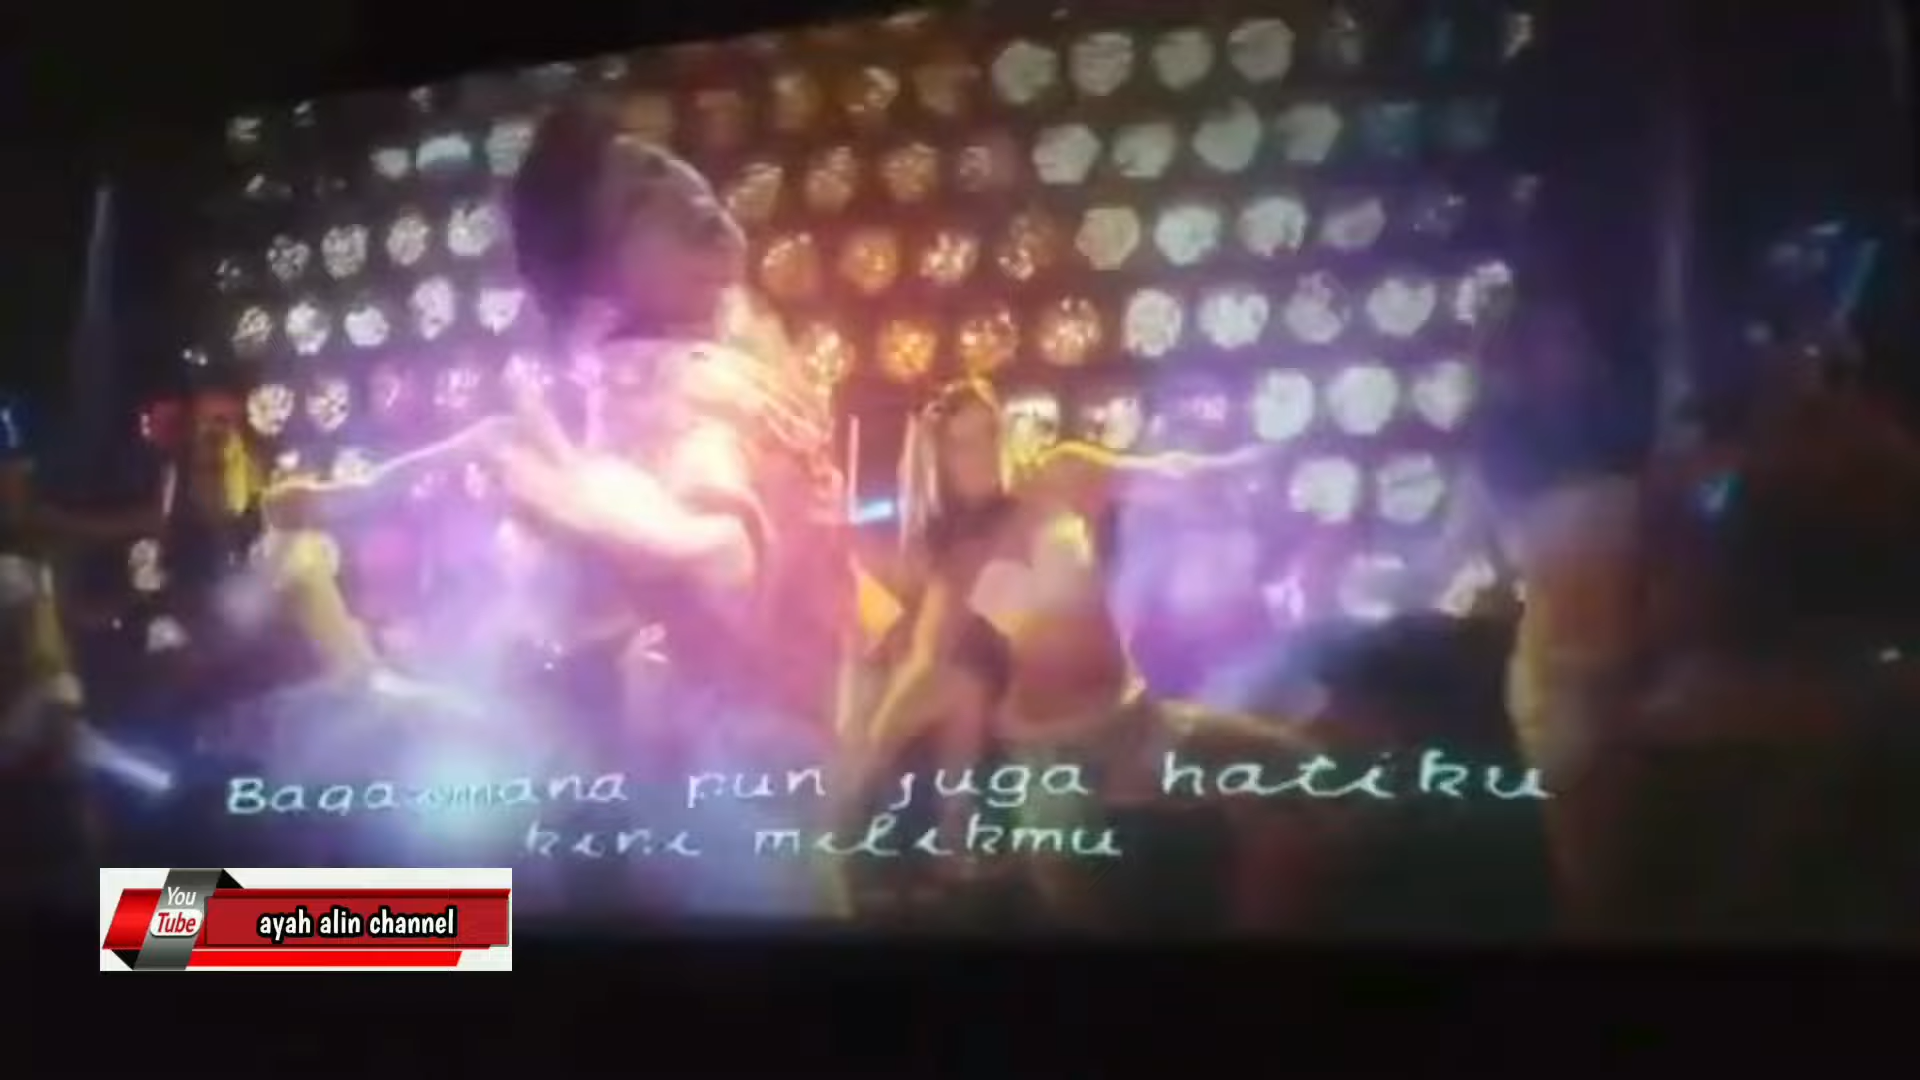 Bagaimana pun juga hatiku
kini milikmu
You
Tube
ayah alin channel